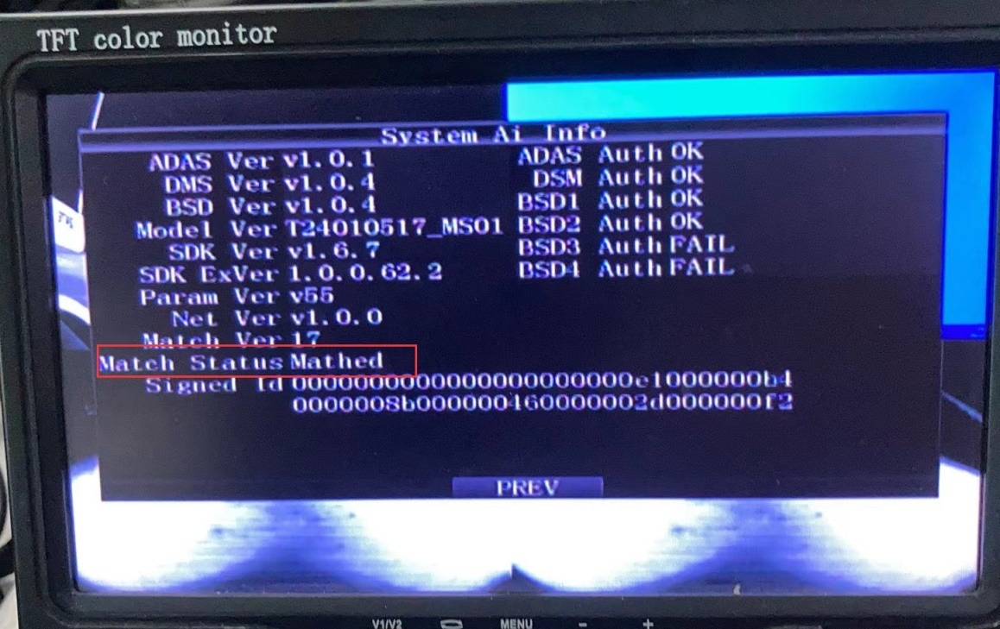 TFT color monitor
System Ai Info
ADAS Ver v1.0.1 ADAS Auth OK
DMS Ver v1.0.4 DSM Auth OK
BSD Ver v1.0.4 BSD1 Auth OK
Model Ver T24010517_MS01 BSD2 Auth OK
SDK Ver v1.6.7 BSD3 Auth FAIL
SDK ExVer 1.0.0.62.2 BSD4 Auth FAIL
Param Ver v55
Net Ver v1.0.0
Match Ver 17
Match Status Mathed
Signed Id 000000000000000000000000e1000000b4
0000008b000000460000002d000000f2
PREV
V1/V2 MENU - +